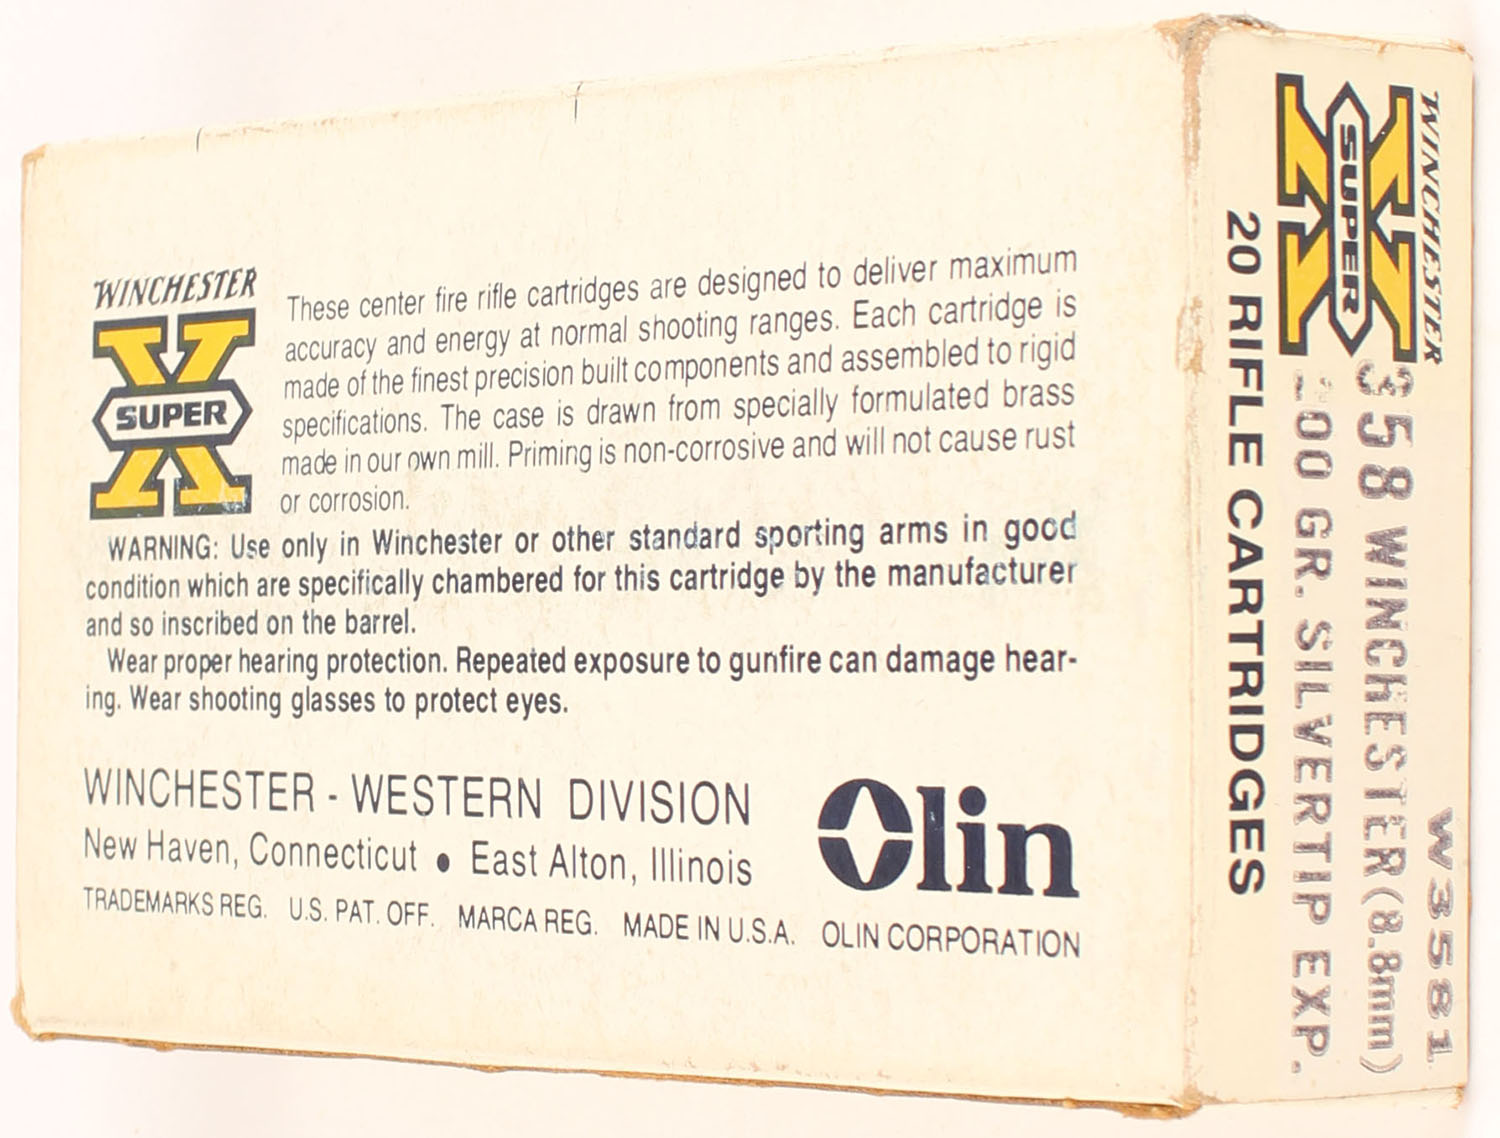 WINCHESTER
SUPER
X
These center fire rifle cartridges are designed to deliver maximum
accuracy and energy at normal shooting ranges. Each cartridge is
made of the finest precision built components and assembled to rigid
specifications. The case is drawn from specially formulated brass
made in our own mill. Priming is non-corrosive and will not cause rust
or corrosion.
WARNING: Use only in Winchester or other standard sporting arms in good
condition which are specifically chambered for this cartridge by the manufacturer
and so inscribed on the barrel.
Wear proper hearing protection. Repeated exposure to gunfire can damage hear-
ing. Wear shooting glasses to protect eyes.
WINCHESTER - WESTERN DIVISION
New Haven, Connecticut • East Alton, Illinois
Olin
TRADEMARKS REG. U.S. PAT. OFF. MARCA REG. MADE IN U.S.A. OLIN CORPORATION
WINCHESTER
SUPER
X
W3581
358 WINCHESTER (8.8mm)
GR. SILVERTIP EXP.
20 RIFLE CARTRIDGES